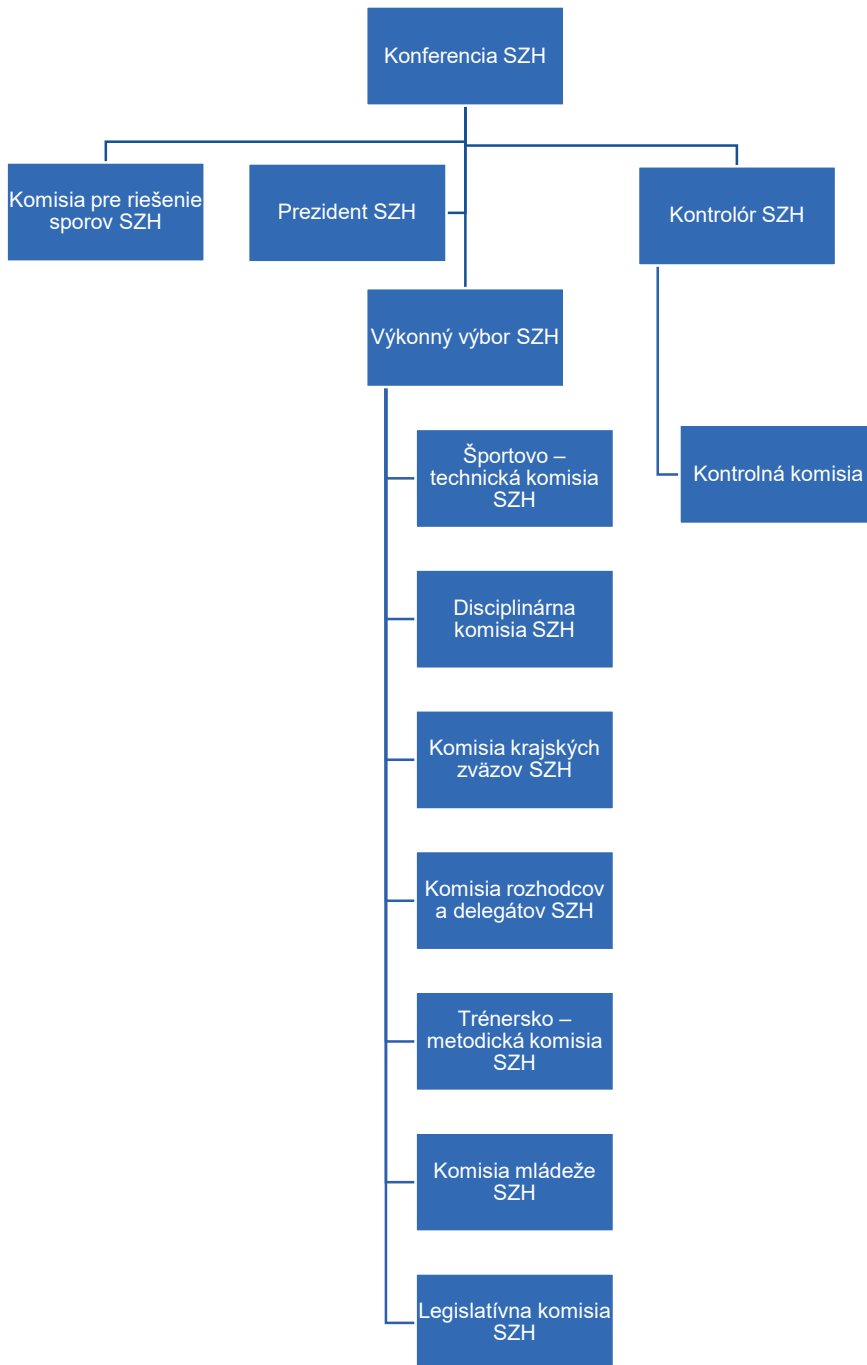 Konferencia SZH
Komisia pre riešenie
sporov SZH
Prezident SZH
Kontrolór SZH
Výkonný výbor SZH
Športovo –
technická komisia
SZH
Kontrolná komisia
Disciplinárna
komisia SZH
Komisia krajských
zväzov SZH
Komisia rozhodcov
a delegátov SZH
Trénersko –
metodická komisia
SZH
Komisia mládeže
SZH
Legislatívna komisia
SZH